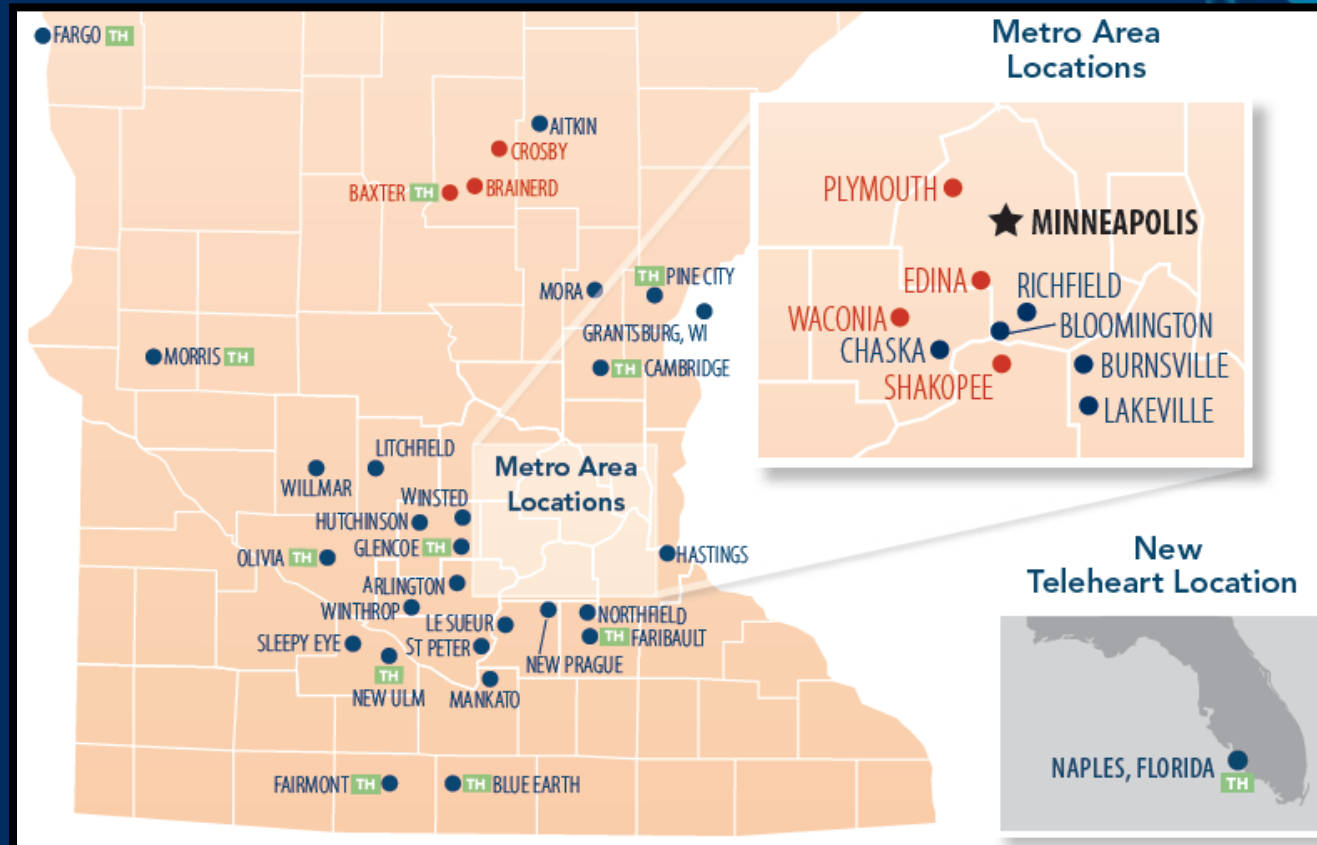 FARGO TH
AITKIN
CROSBY
BAXTER TH
BRAINERD
MORA
TH PINE CITY
GRANTSBURG, WI
MORRIS TH
TH CAMBRIDGE
LITCHFIELD
WILLMAR
WINSTED
HUTCHINSON
OLIVIA TH
GLENCOE TH
ARLINGTON
WINTHROP
LE SUEUR
SLEEPY EYE
ST PETER
TH
NEW ULM
MANKATO
NEW PRAGUE
NORTHFIELD
TH FARIBAULT
HASTINGS
FAIRMONT TH
TH BLUE EARTH
Metro Area
Locations
Metro Area
Locations
PLYMOUTH
MINNEAPOLIS
EDINA
RICHFIELD
WACONIA
BLOOMINGTON
CHASKA
BURNSVILLE
SHAKOPEE
LAKEVILLE
New
Teleheart Location
NAPLES, FLORIDA
TH